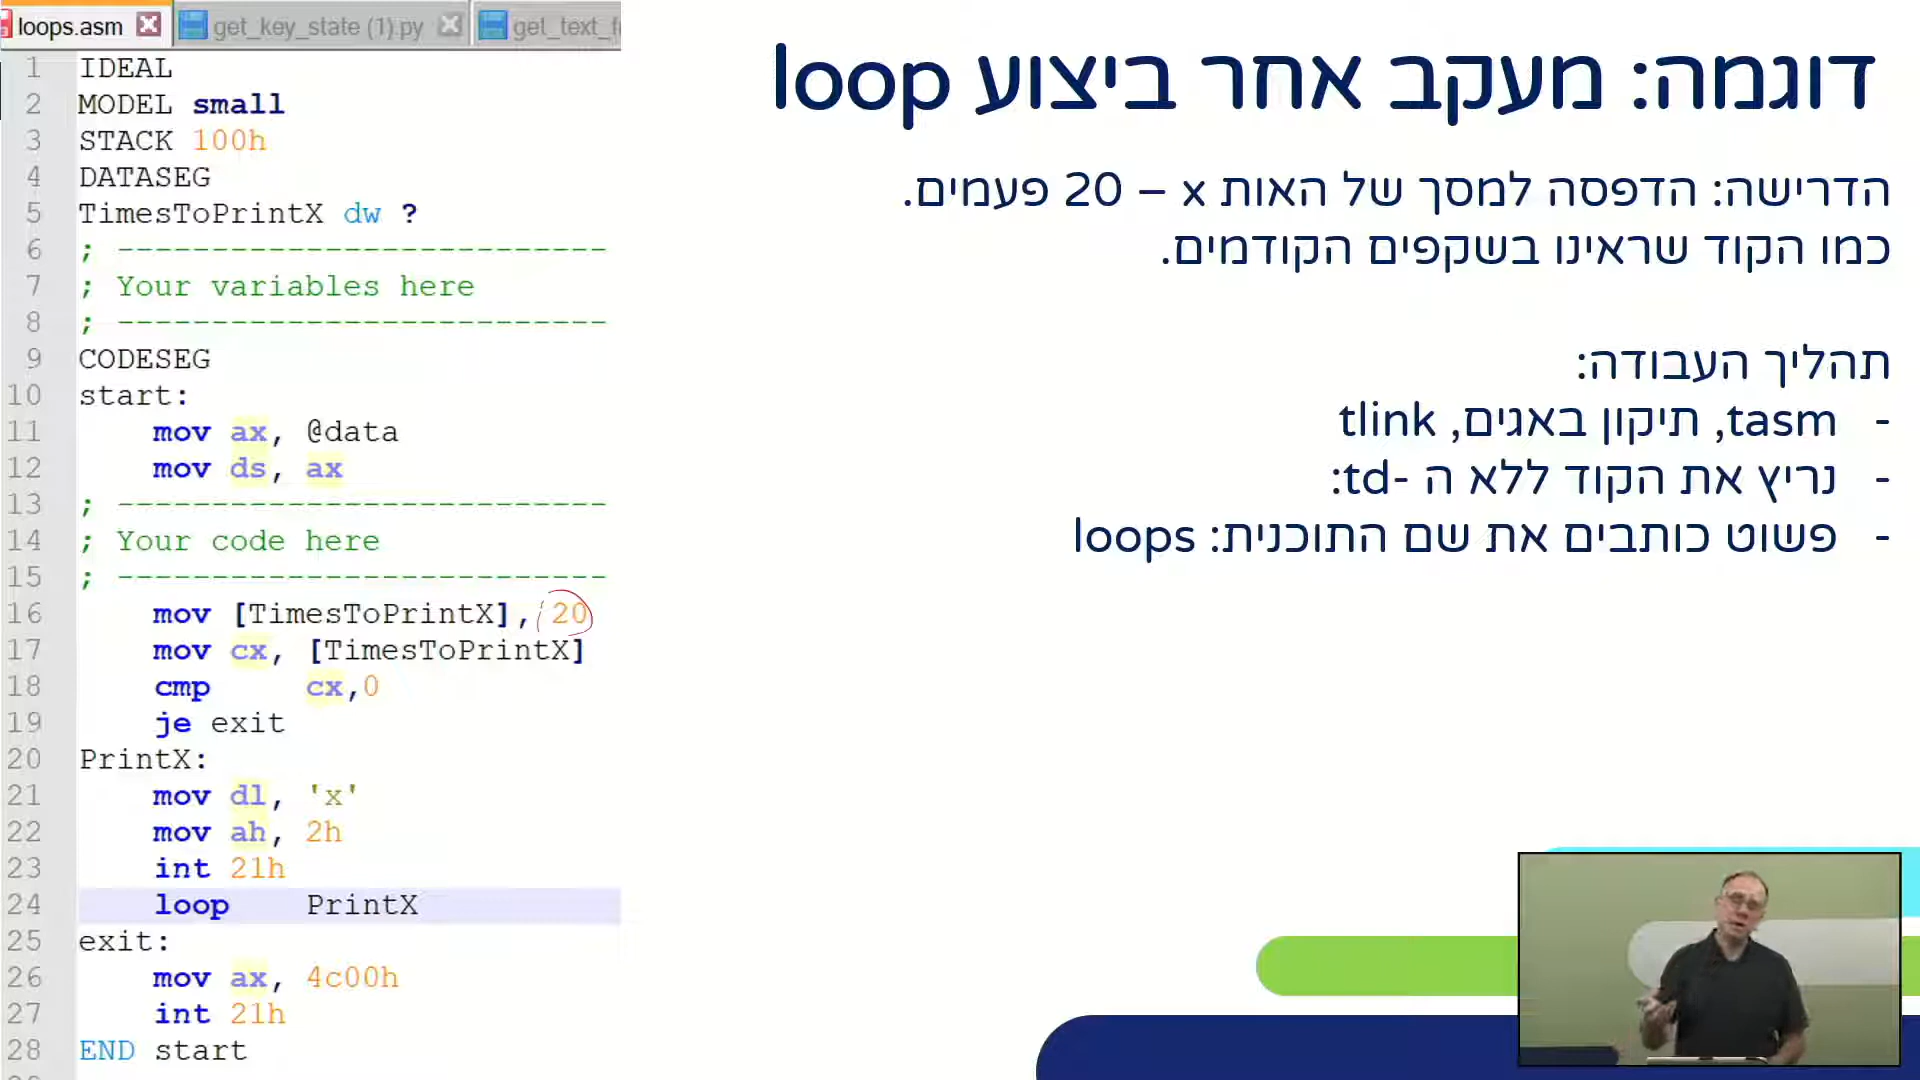 loops.asm get_key_state (1).py get_text_f
1 IDEAL
2 MODEL small
3 STACK 100h
4 DATASEG
5 TimesToPrintX dw ?
6 ; --------------------------
7 ; Your variables here
8 ; --------------------------
9 CODESEG
10 start:
11 mov ax, @data
12 mov ds, ax
13 ; --------------------------
14 ; Your code here
15 ; --------------------------
16 mov [TimesToPrintX], 20
17 mov cx, [TimesToPrintX]
18 cmp cx,0
19 je exit
20 PrintX:
21 mov dl, 'x'
22 mov ah, 2h
23 int 21h
24 loop PrintX
25 exit:
26 mov ax, 4c00h
27 int 21h
28 END start
דוגמה: מעקב אחר ביצוע loop
הדרישה: הדפסה למסך של האות x – 20 פעמים.
כמו הקוד שראינו בשקפים הקודמים.
תהליך העבודה:
- tasm, תיקון באגים, tlink
- נריץ את הקוד ללא ה -td:
- פשוט כותבים את שם התוכנית: loops